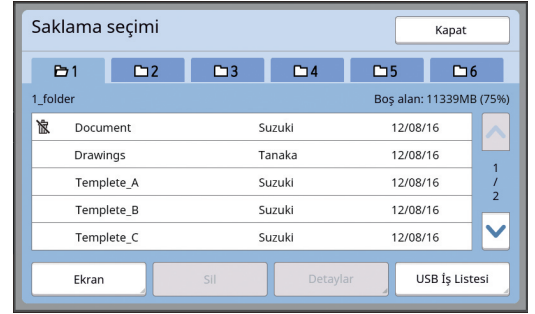 Saklama seçimi Kapat
1 2 3 4 5 6
1_folder Boş alan: 11339MB (75%)
Document Suzuki 12/08/16
Drawings Tanaka 12/08/16
Templete_A Suzuki 12/08/16
Templete_B Suzuki 12/08/16
Templete_C Suzuki 12/08/16
1
/
2
Ekran Sil Detaylar USB İş Listesi